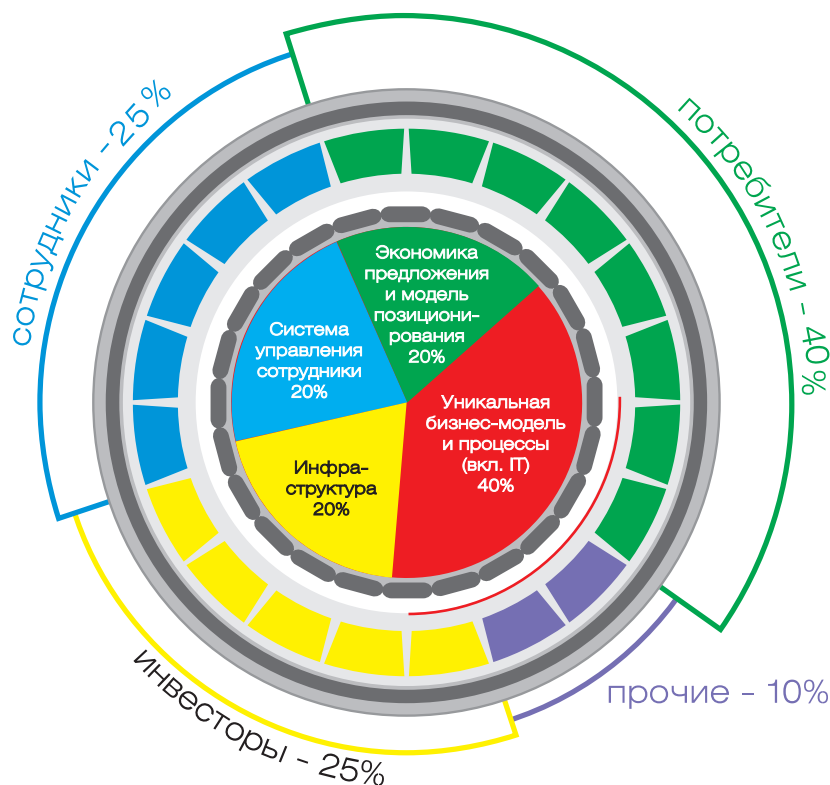 сотрудники - 25%
потребители - 40%
Экономика
предложения
и модель
позициони-
рования
20%
Система
управления
сотрудники
20%
Уникальная
бизнес-модель
и процессы
(вкл. IT)
40%
Инфра-
структура
20%
инвесторы - 25%
прочие - 10%